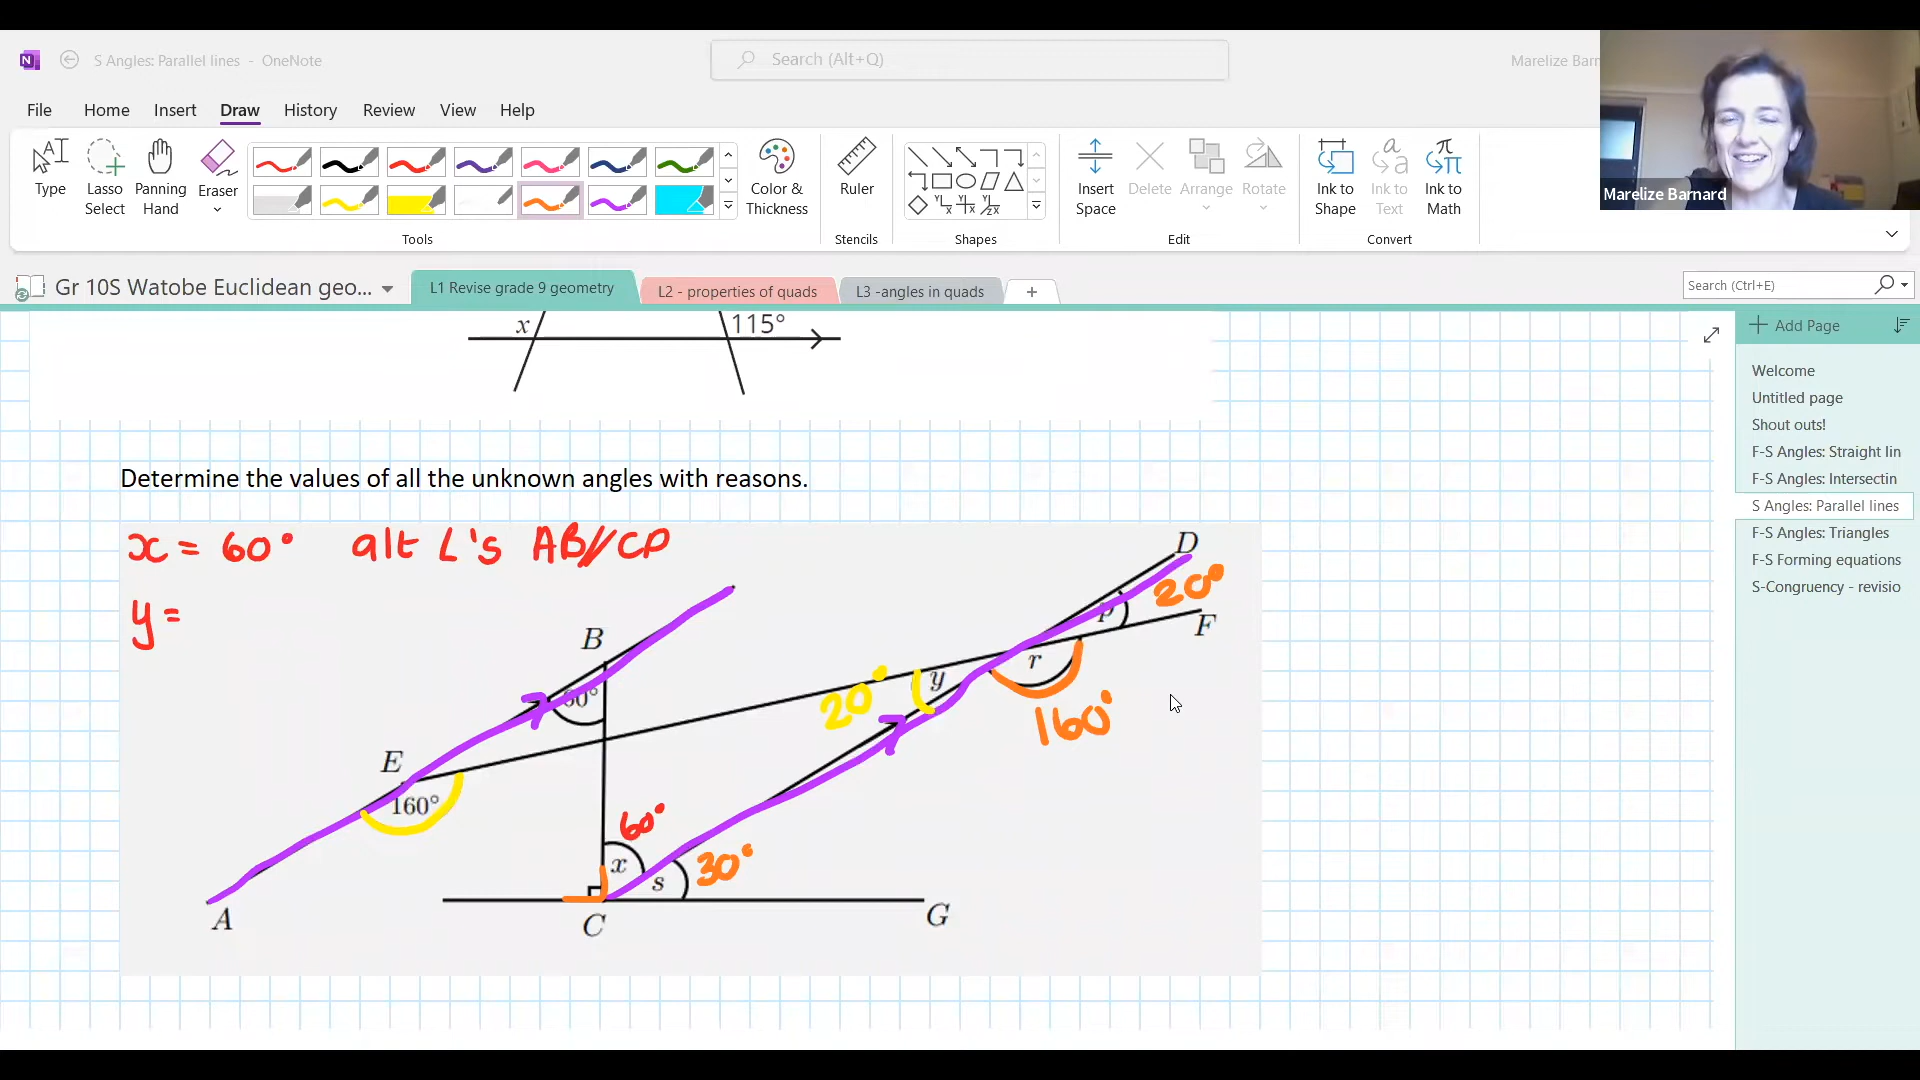 S Angles: Parallel lines - OneNote
Search (Alt+Q)
Marelize Barn
File Home Insert Draw History Review View Help
Type
Lasso Select
Panning Hand
Eraser
Color & Thickness
Ruler
Insert Space
Delete
Arrange
Rotate
Ink to Shape
Ink to Text
Ink to Math
Tools
Stencils
Shapes
Edit
Convert
Marelize Barnard
Gr 10S Watobe Euclidean geo...
L1 Revise grade 9 geometry
L2 - properties of quads
L3 -angles in quads
Search (Ctrl+E)
Add Page
Welcome
Untitled page
Shout outs!
F-S Angles: Straight lin
F-S Angles: Intersectin
S Angles: Parallel lines
F-S Angles: Triangles
F-S Forming equations
S-Congruency - revisio
x
115°
Determine the values of all the unknown angles with reasons.
x = 60° alt L's AB//CD
y =
D
20°
p
F
B
60°
y
r
20°
160°
E
160°
60°
x
s
30°
A
C
G